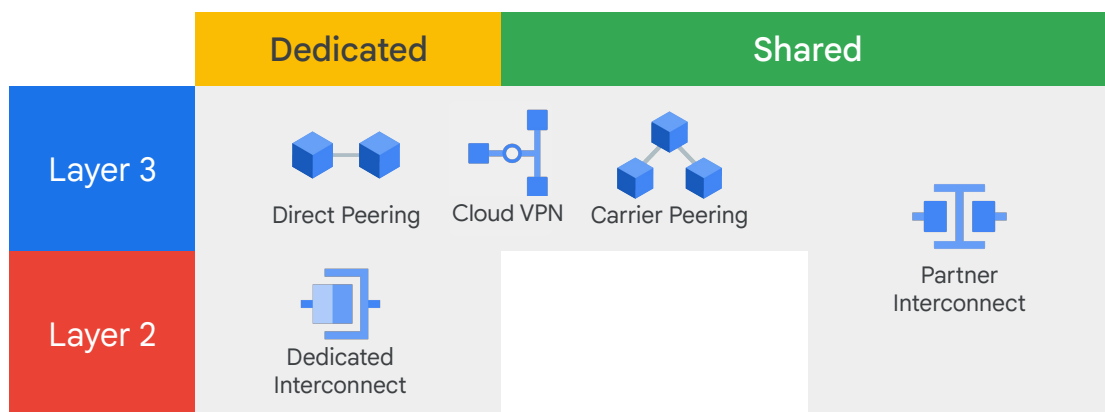 Dedicated
Shared
Layer 3
Direct Peering
Cloud VPN
Carrier Peering
Partner
Interconnect
Layer 2
Dedicated
Interconnect